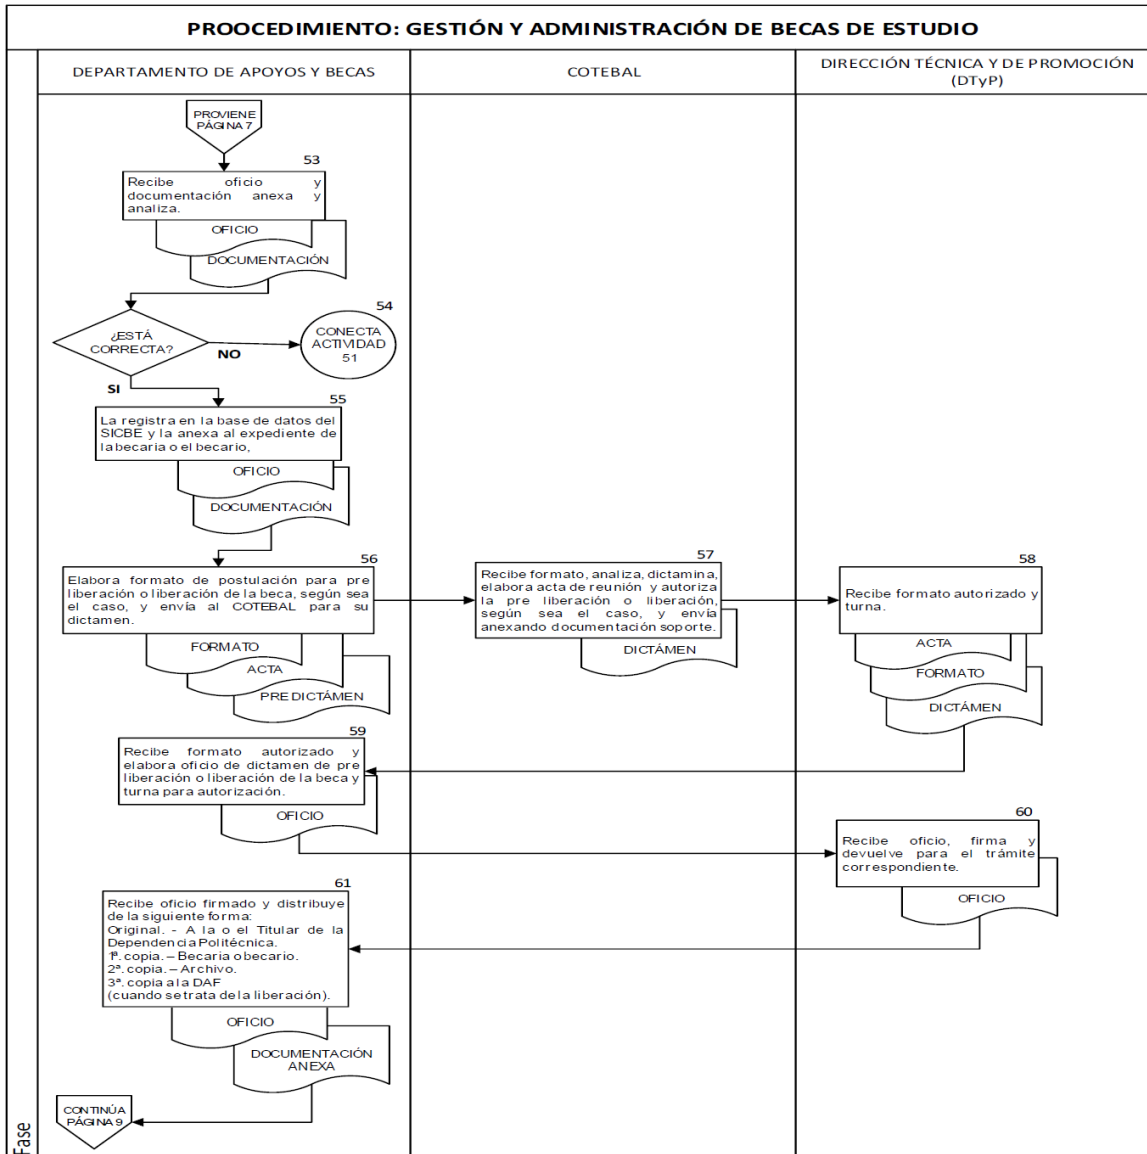 PROOCEDIMIENTO: GESTIÓN Y ADMINISTRACIÓN DE BECAS DE ESTUDIO
DEPARTAMENTO DE APOYOS Y BECAS
COTEBAL
DIRECCIÓN TÉCNICA Y DE PROMOCIÓN
(DTyP)
PROVIENE
PÁGINA 7
53
Recibe oficio y
documentación anexa y
analiza.
OFICIO
DOCUMENTACIÓN
¿ESTÁ
CORRECTA?
NO
54
CONECTA
ACTIVIDAD
51
SI
55
La registra en la base de datos del
SICBE y la anexa al expediente de
la becaria o el becario,
OFICIO
DOCUMENTACIÓN
56
Elabora formato de postulación para pre
liberación o liberación de la beca, según sea
el caso, y envía al COTEBAL para su
dictamen.
FORMATO
ACTA
PREDICTÁMEN
57
Recibe formato, analiza, dictamina,
elabora acta de reunión y autoriza
la pre liberación o liberación,
según sea el caso, y envía
anexando documentación soporte.
DICTÁMEN
58
Recibe formato autorizado y
turna.
ACTA
FORMATO
DICTÁMEN
59
Recibe formato autorizado y
elabora oficio de dictamen de pre
liberación o liberación de la beca y
turna para autorización.
OFICIO
60
Recibe oficio, firma y
devuelve para el trámite
correspondiente.
OFICIO
61
Recibe oficio firmado y distribuye
de la siguiente forma:
Original. - A la o el Titular de la
Dependencia Politécnica.
1ª. copia. – Becaria o becario.
2ª. copia. – Archivo.
3ª. copia a la DAF
(cuando se trata de la liberación).
OFICIO
DOCUMENTACIÓN
ANEXA
CONTINÚA
PÁGINA 9
Fase